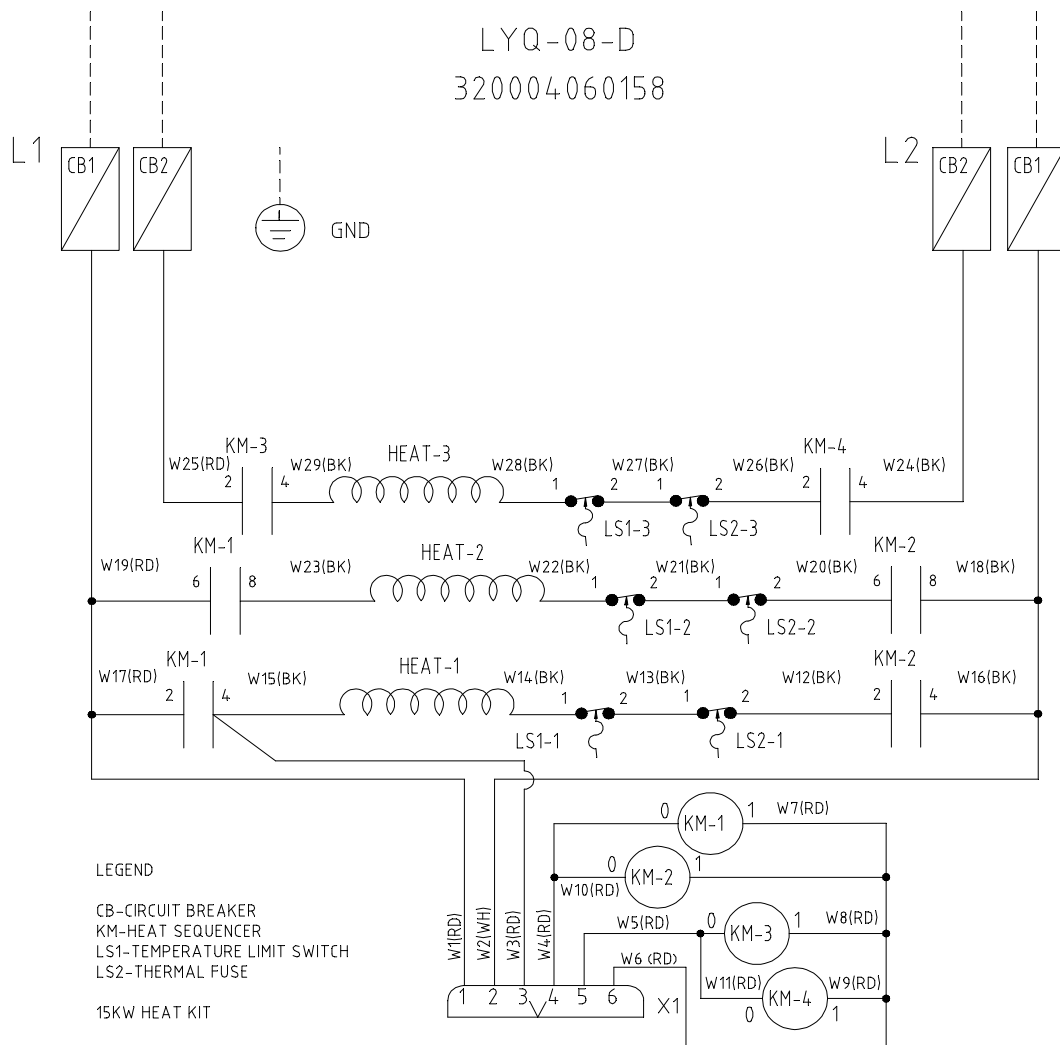 LYQ-08-D
320004060158
L1
CB1
CB2
GND
L2
CB2
CB1
W25(RD)
KM-3
2
4
W29(BK)
HEAT-3
W28(BK)
1
W27(BK)
2
1
2
W26(BK)
KM-4
2
4
W24(BK)
LS1-3
LS2-3
W19(RD)
KM-1
6
8
W23(BK)
HEAT-2
W22(BK)
1
2
W21(BK)
1
2
W20(BK)
KM-2
6
8
W18(BK)
LS1-2
LS2-2
W17(RD)
KM-1
2
4
W15(BK)
HEAT-1
W14(BK)
1
2
W13(BK)
1
2
W12(BK)
KM-2
2
4
W16(BK)
LS1-1
LS2-1
0
KM-1
1
W7(RD)
0
KM-2
1
W10(RD)
W5(RD)
0
KM-3
1
W8(RD)
W6 (RD)
W11(RD)
0
KM-4
1
W9(RD)
W1(RD)
W2(WH)
W3(RD)
W4(RD)
1
2
3
4
5
6
X1
LEGEND
CB-CIRCUIT BREAKER
KM-HEAT SEQUENCER
LS1-TEMPERATURE LIMIT SWITCH
LS2-THERMAL FUSE
15KW HEAT KIT